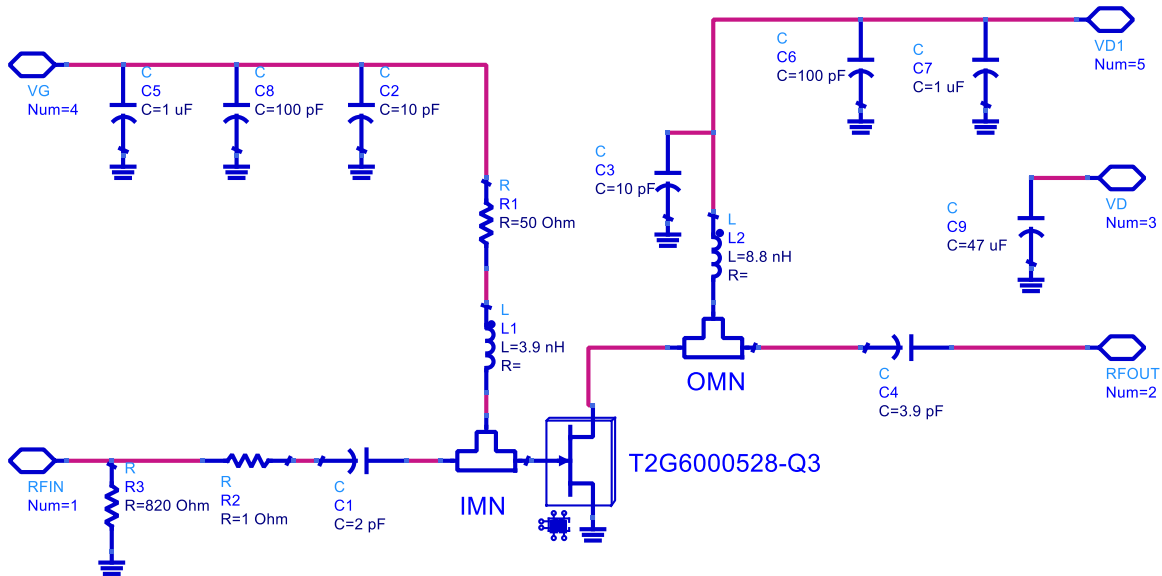 VG
Num=4
C
C5
C=1 uF
C
C8
C=100 pF
C
C2
C=10 pF
C
C6
C=100 pF
C
C7
C=1 uF
VD1
Num=5
R
R1
R=50 Ohm
C
C3
C=10 pF
L
L2
L=8.8 nH
R=
C
C9
C=47 uF
VD
Num=3
L
L1
L=3.9 nH
R=
OMN
C
C4
C=3.9 pF
RFOUT
Num=2
RFIN
Num=1
R
R3
R=820 Ohm
R
R2
R=1 Ohm
C
C1
C=2 pF
IMN
T2G6000528-Q3